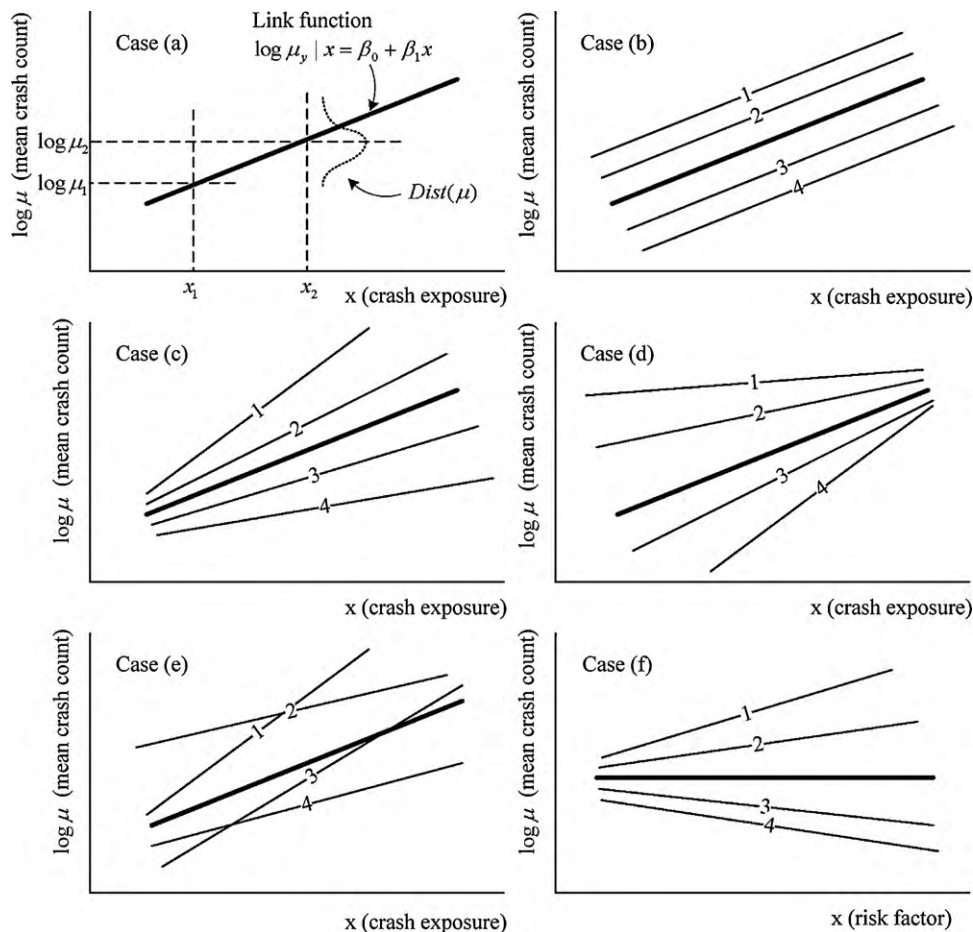 Case (a)
Link function
log μ_y | x = β₀ + β₁x
log μ (mean crash count)
log μ₂
log μ₁
Dist(μ)
x₁
x₂
x (crash exposure)
Case (b)
log μ (mean crash count)
1
2
3
4
x (crash exposure)
Case (c)
log μ (mean crash count)
1
2
3
4
x (crash exposure)
Case (d)
log μ (mean crash count)
1
2
3
4
x (crash exposure)
Case (e)
log μ (mean crash count)
2
1
3
4
x (crash exposure)
Case (f)
log μ (mean crash count)
1
2
3
4
x (risk factor)